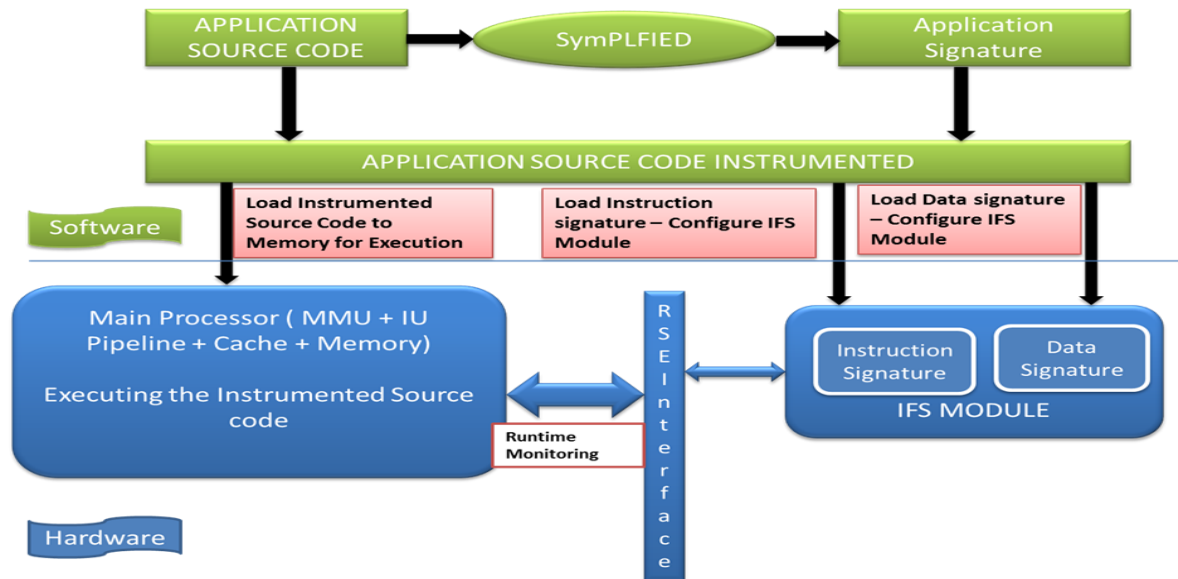 APPLICATION
SOURCE CODE
SymPLFIED
Application
Signature
APPLICATION SOURCE CODE INSTRUMENTED
Software
Load Instrumented
Source Code to
Memory for Execution
Load Instruction
signature – Configure IFS
Module
Load Data signature
– Configure IFS
Module
Main Processor ( MMU + IU
Pipeline + Cache + Memory)
Executing the Instrumented Source
code
Runtime
Monitoring
RSEInterface
Instruction
Signature
Data
Signature
IFS MODULE
Hardware